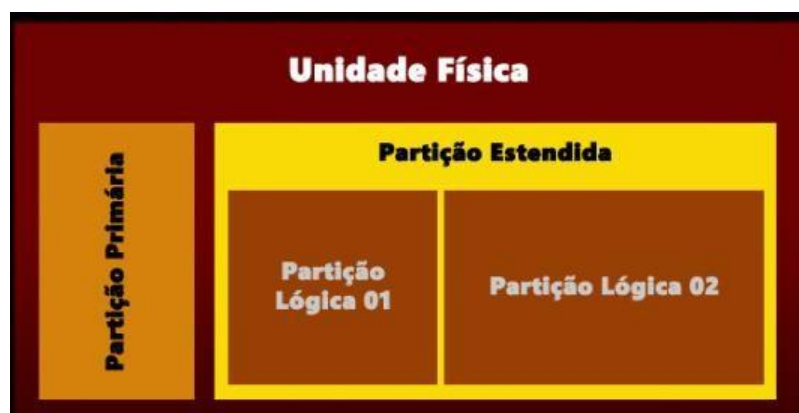 Unidade Física
Partição Primária
Partição Estendida
Partição
Lógica 01
Partição Lógica 02